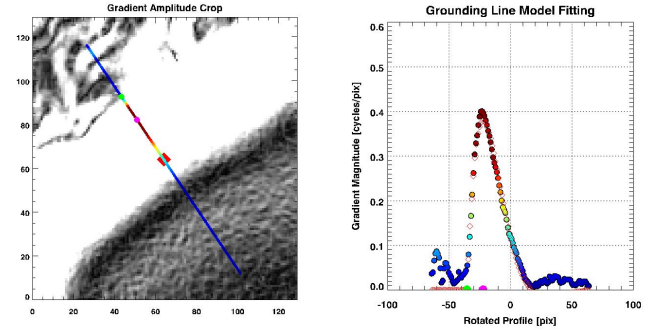 Gradient Amplitude Crop
120
100
80
60
40
20
0
0 20 40 60 80 100 120
Grounding Line Model Fitting
Gradient Magnitude [cycles/pix]
0.6
0.5
0.4
0.3
0.2
0.1
0.0
-100 -50 0 50 100
Rotated Profile [pix]